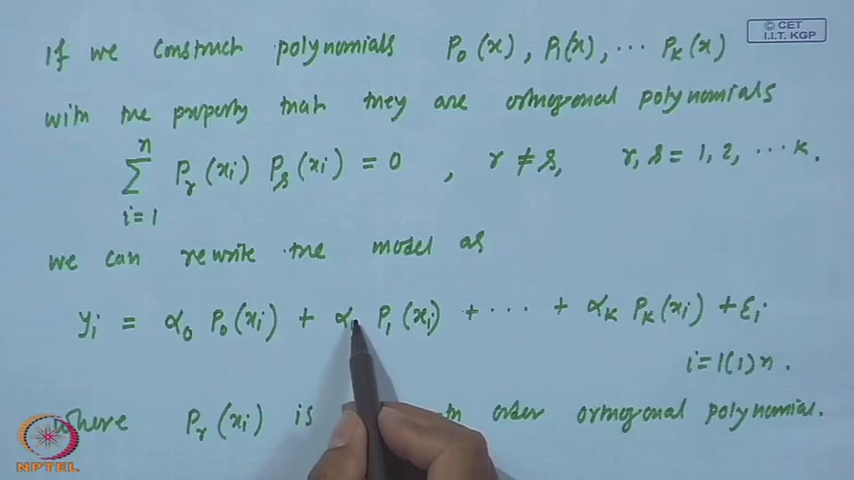 © CET
I.I.T. KGP
If we construct polynomials P₀(x), P₁(x), ⋯ Pₖ(x)
with the property that they are orthogonal polynomials
∑ᵢ₌₁ⁿ Pᵣ(xᵢ) Pₛ(xᵢ) = 0 , r ≠ s, r, s = 1, 2, ⋯ k.
we can rewrite the model as
yᵢ = α₀ P₀(xᵢ) + α₁ P₁(xᵢ) + ⋯ + αₖ Pₖ(xᵢ) + εᵢ
i = 1(1)n.
where Pᵣ(xᵢ) is order orthogonal polynomial.
NPTEL